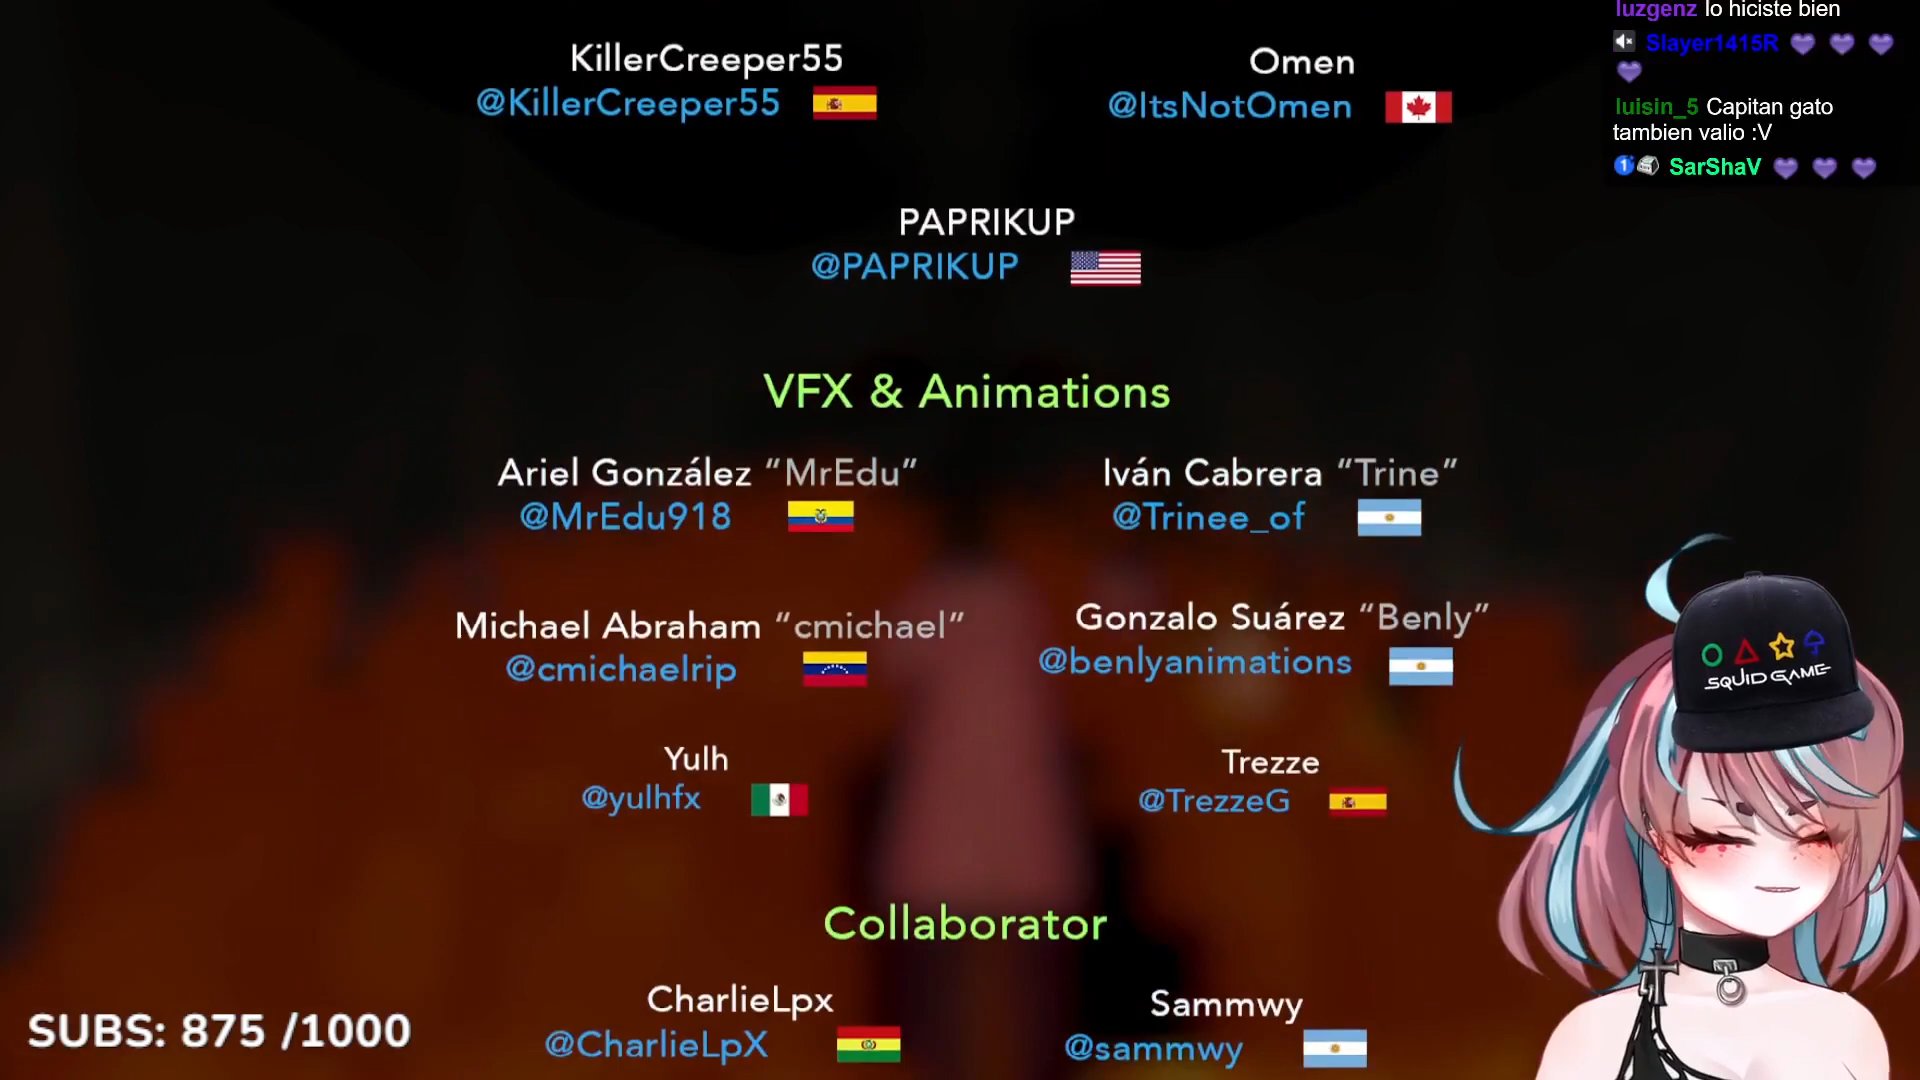 KillerCreeper55
@KillerCreeper55
Omen
@ItsNotOmen
PAPRIKUP
@PAPRIKUP
VFX & Animations
Ariel González “MrEdu”
@MrEdu918
Iván Cabrera “Trine”
@Trinee_of
Michael Abraham “cmichael”
@cmichaelrip
Gonzalo Suárez “Benly”
@benlyanimations
Yulh
@yulhfx
Trezze
@TrezzeG
Collaborator
CharlieLpx
@CharlieLpX
Sammwy
@sammwy
SUBS: 875 /1000
luzgenz lo hiciste bien
Slayer1415R
luisin_5 Capitan gato
tambien valio :V
1 SarShaV
SQUID GAME